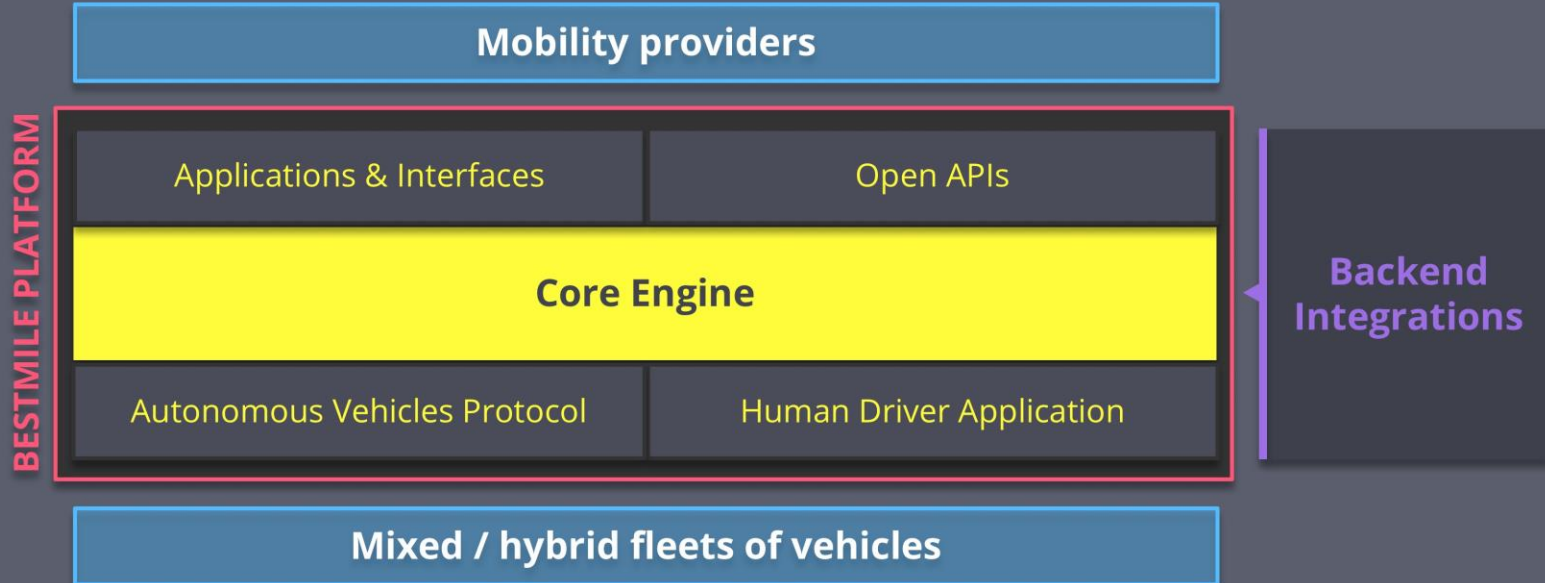 Mobility providers
BESTMILE PLATFORM
Applications & Interfaces
Open APIs
Core Engine
Autonomous Vehicles Protocol
Human Driver Application
Backend
Integrations
Mixed / hybrid fleets of vehicles